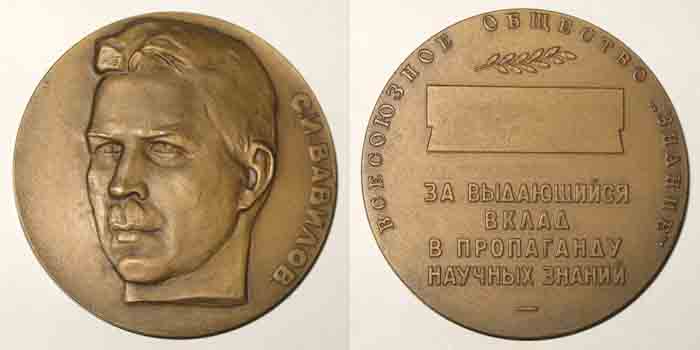 С.И.ВАВИЛОВ
ВСЕСОЮЗНОЕ ОБЩЕСТВО „ЗНАНИЕ“
ЗА ВЫДАЮЩИЙСЯ
ВКЛАД
В ПРОПАГАНДУ
НАУЧНЫХ ЗНАНИЙ